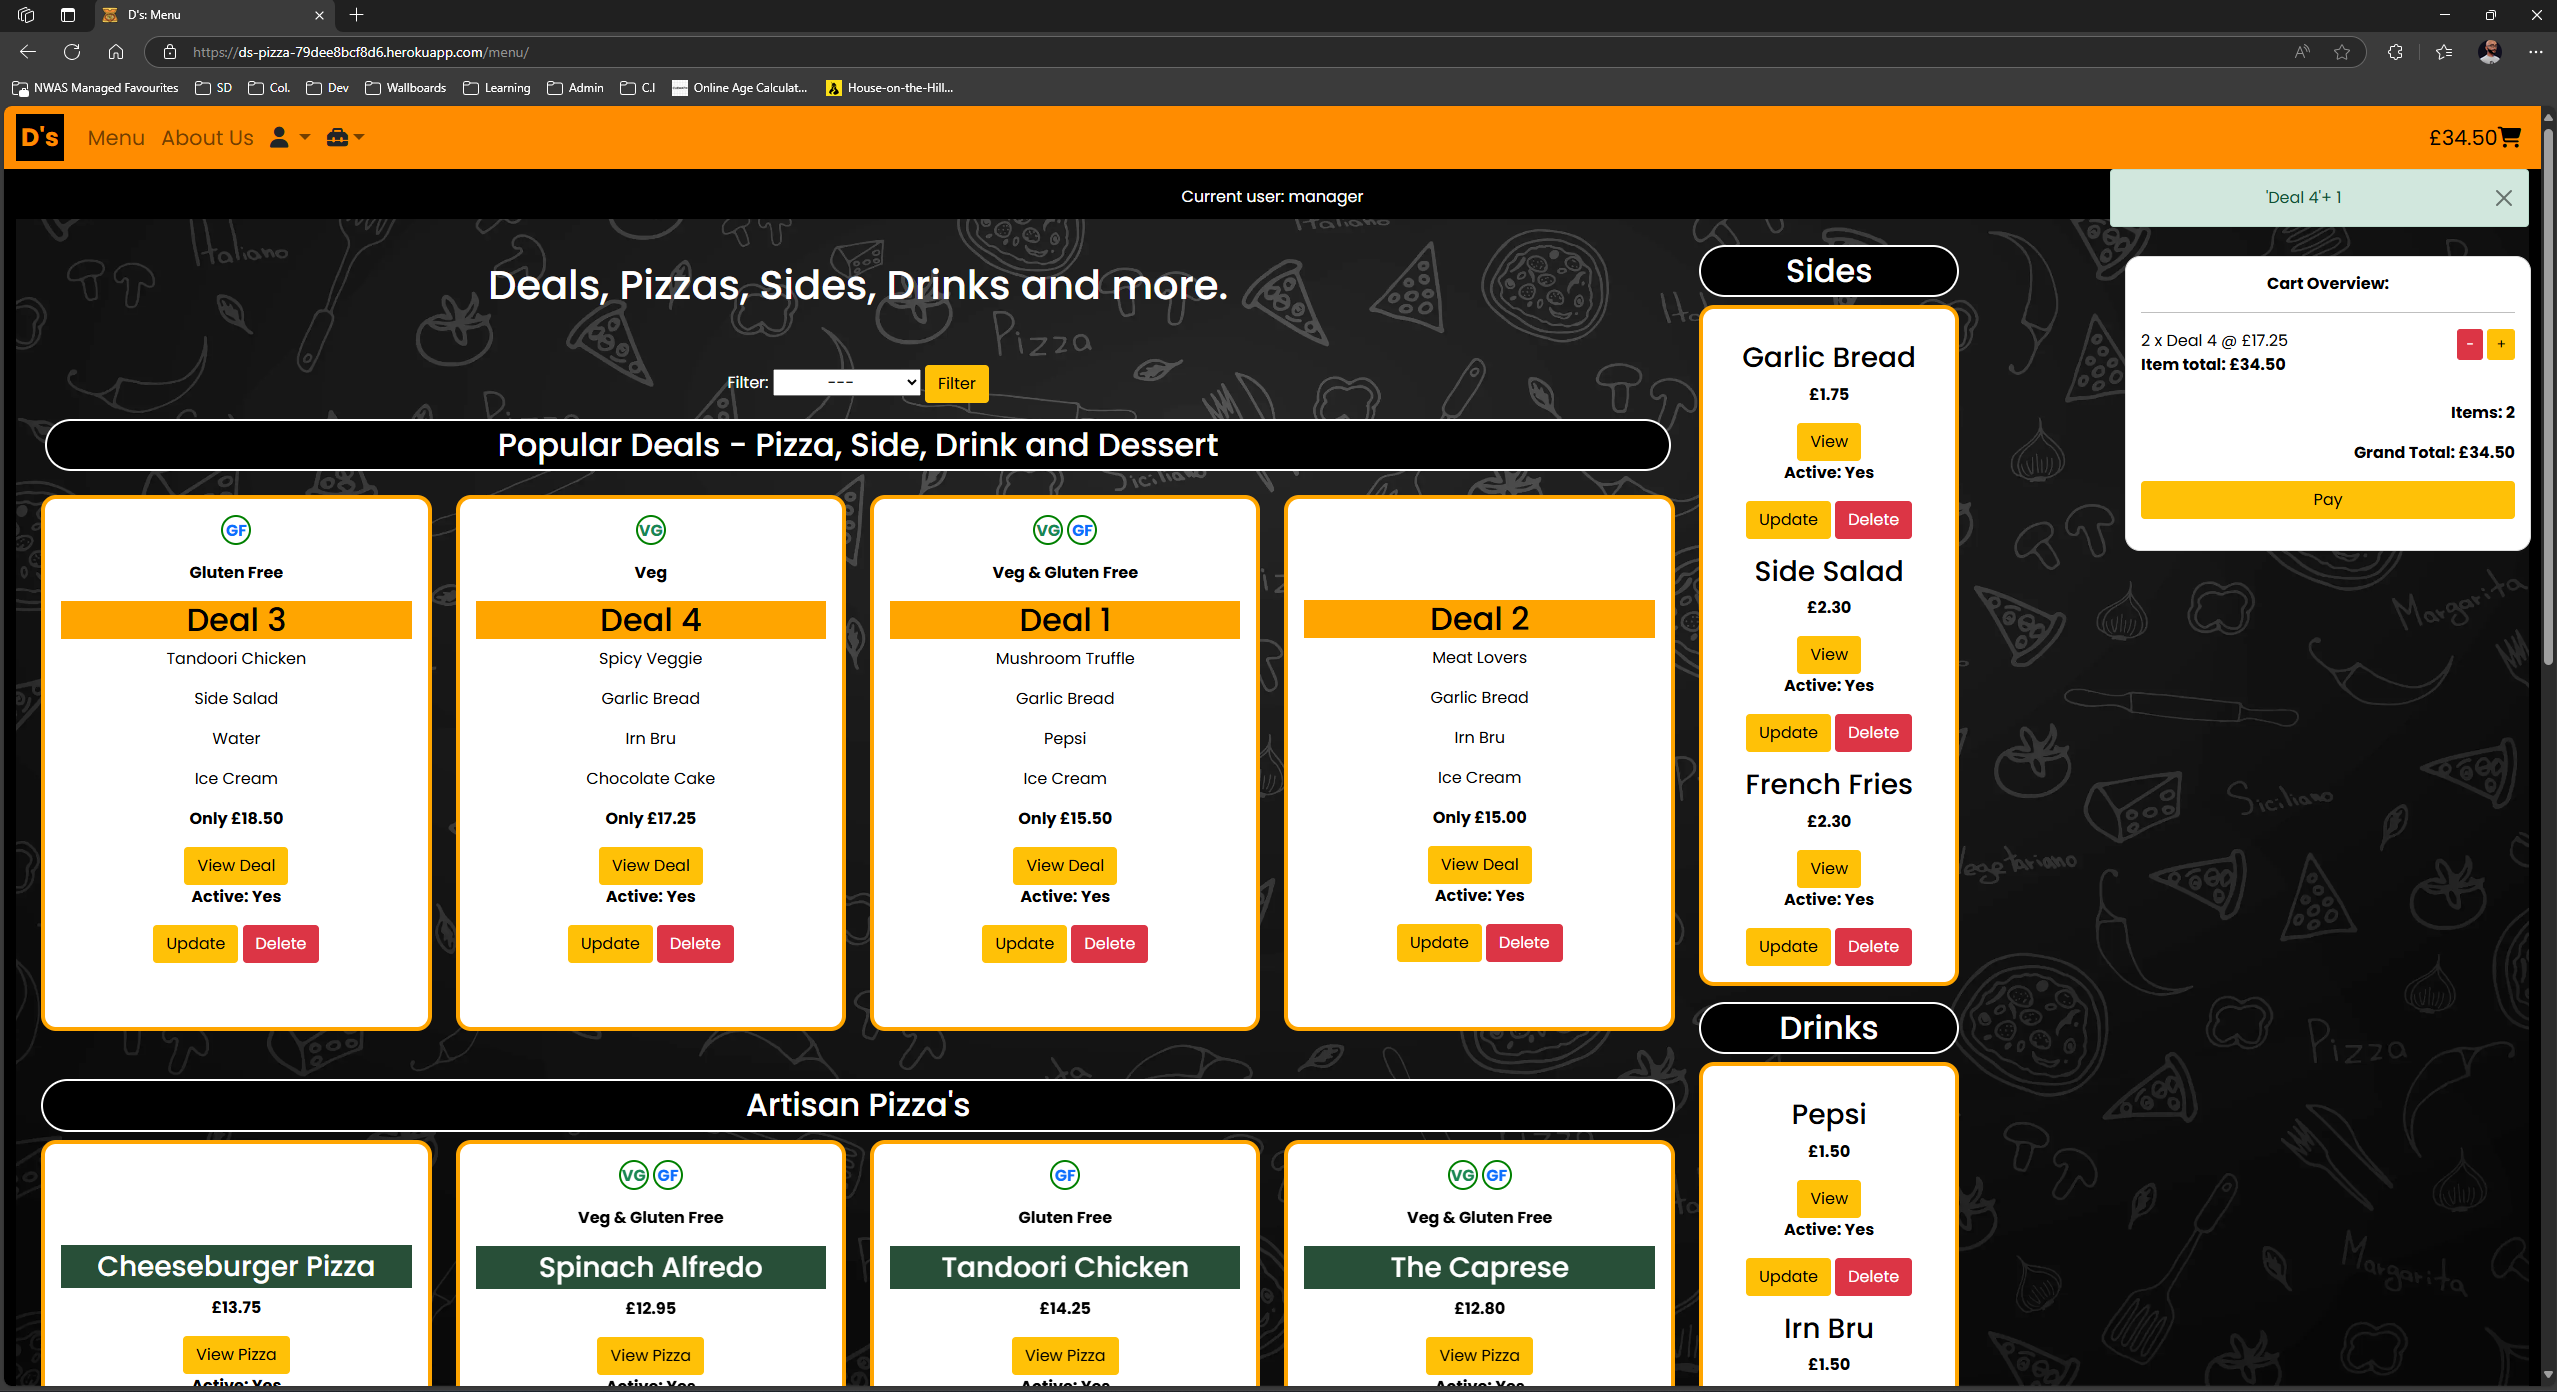 D's: Menu
https://ds-pizza-79dee8bcf8d6.herokuapp.com/menu/
NWAS Managed Favourites SD Col. Dev Wallboards Learning Admin C.I Online Age Calculat... House-on-the-Hill...
D's Menu About Us £34.50
Current user: manager
'Deal 4'+ 1
Deals, Pizzas, Sides, Drinks and more.
Filter: --- Filter
Popular Deals - Pizza, Side, Drink and Dessert
GF
Gluten Free
Deal 3
Tandoori Chicken
Side Salad
Water
Ice Cream
Only £18.50
View Deal
Active: Yes
Update Delete
VG
Veg
Deal 4
Spicy Veggie
Garlic Bread
Irn Bru
Chocolate Cake
Only £17.25
View Deal
Active: Yes
Update Delete
VG GF
Veg & Gluten Free
Deal 1
Mushroom Truffle
Garlic Bread
Pepsi
Ice Cream
Only £15.50
View Deal
Active: Yes
Update Delete
Deal 2
Meat Lovers
Garlic Bread
Irn Bru
Ice Cream
Only £15.00
View Deal
Active: Yes
Update Delete
Artisan Pizza's
Cheeseburger Pizza
£13.75
View Pizza
Active: Yes
VG GF
Veg & Gluten Free
Spinach Alfredo
£12.95
View Pizza
Active: Yes
GF
Gluten Free
Tandoori Chicken
£14.25
View Pizza
Active: Yes
VG GF
Veg & Gluten Free
The Caprese
£12.80
View Pizza
Active: Yes
Sides
Garlic Bread
£1.75
View
Active: Yes
Update Delete
Side Salad
£2.30
View
Active: Yes
Update Delete
French Fries
£2.30
View
Active: Yes
Update Delete
Drinks
Pepsi
£1.50
View
Active: Yes
Update Delete
Irn Bru
£1.50
Cart Overview:
2 x Deal 4 @ £17.25 - +
Item total: £34.50
Items: 2
Grand Total: £34.50
Pay
Italiano
Italiano
Pizza
Siciliano
Margarita
Siciliano
Vegetariano
Pizza
Margarita